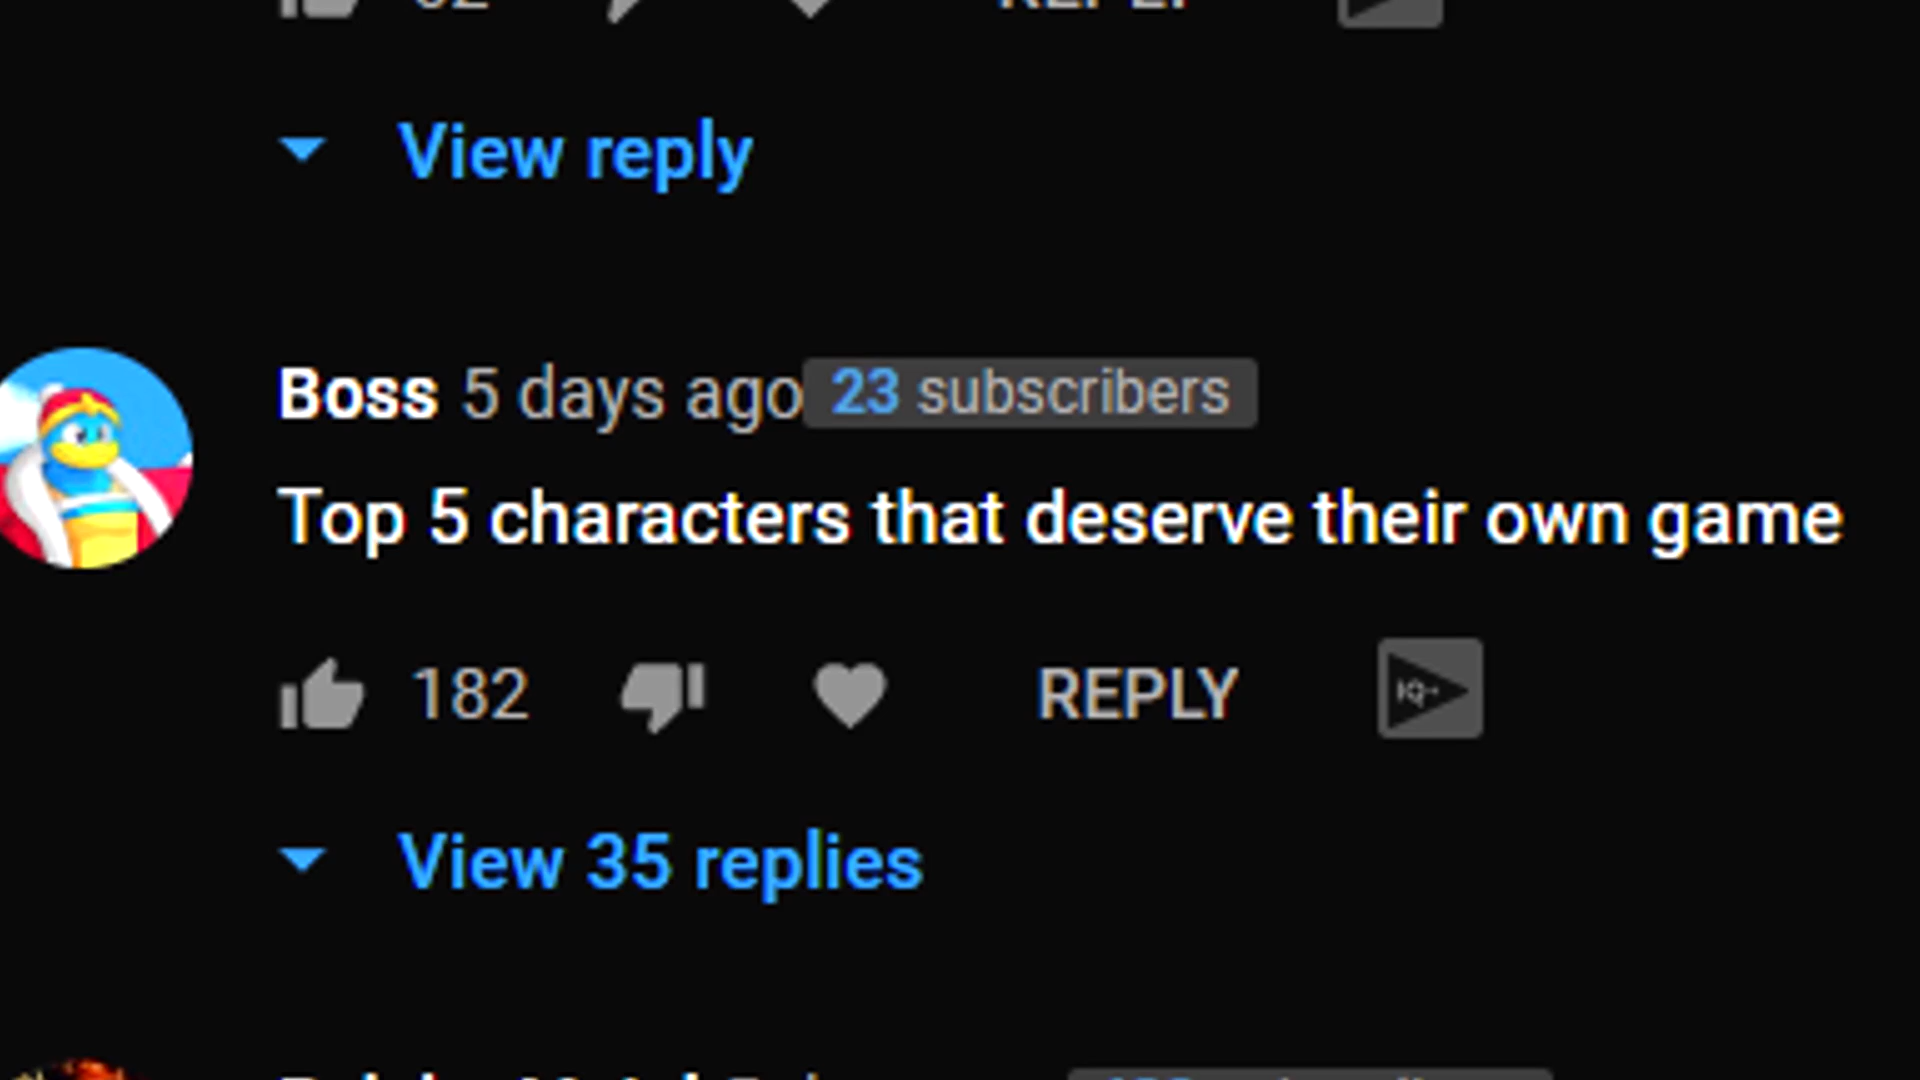 REPLY
View reply
Boss 5 days ago 23 subscribers
Top 5 characters that deserve their own game
182 REPLY
View 35 replies